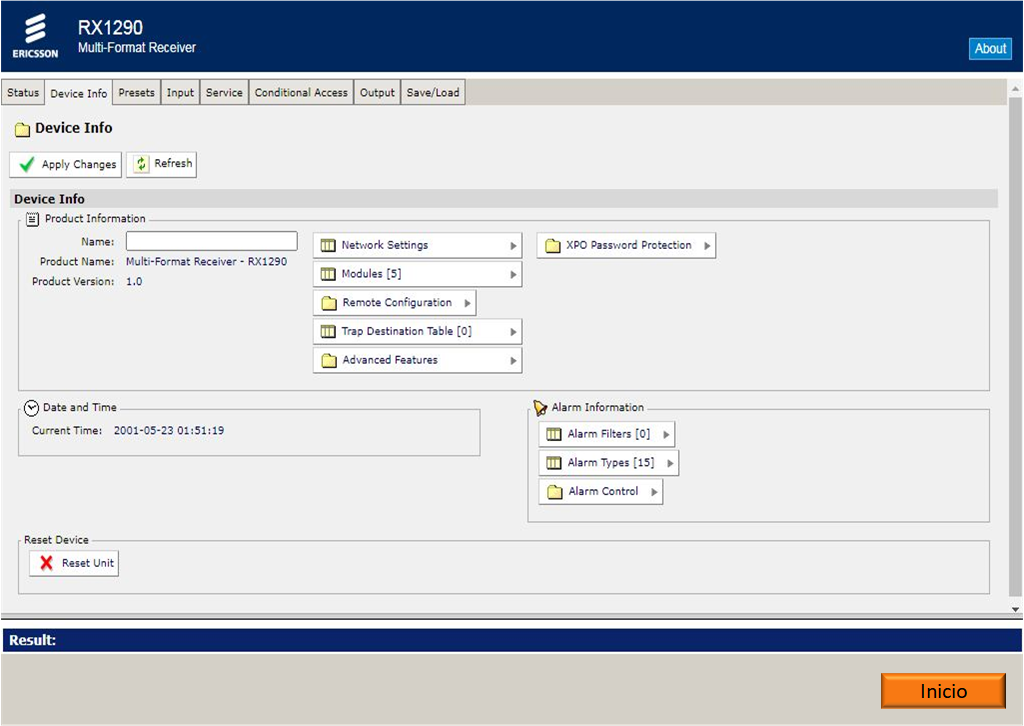 RX1290
Multi-Format Receiver
ERICSSON
About
Status Device Info Presets Input Service Conditional Access Output Save/Load
Device Info
Apply Changes Refresh
Device Info
Product Information
Name:
Product Name: Multi-Format Receiver - RX1290
Product Version: 1.0
Network Settings
Modules [5]
Remote Configuration
Trap Destination Table [0]
Advanced Features
XPO Password Protection
Date and Time
Current Time: 2001-05-23 01:51:19
Alarm Information
Alarm Filters [0]
Alarm Types [15]
Alarm Control
Reset Device
Reset Unit
Result:
Inicio